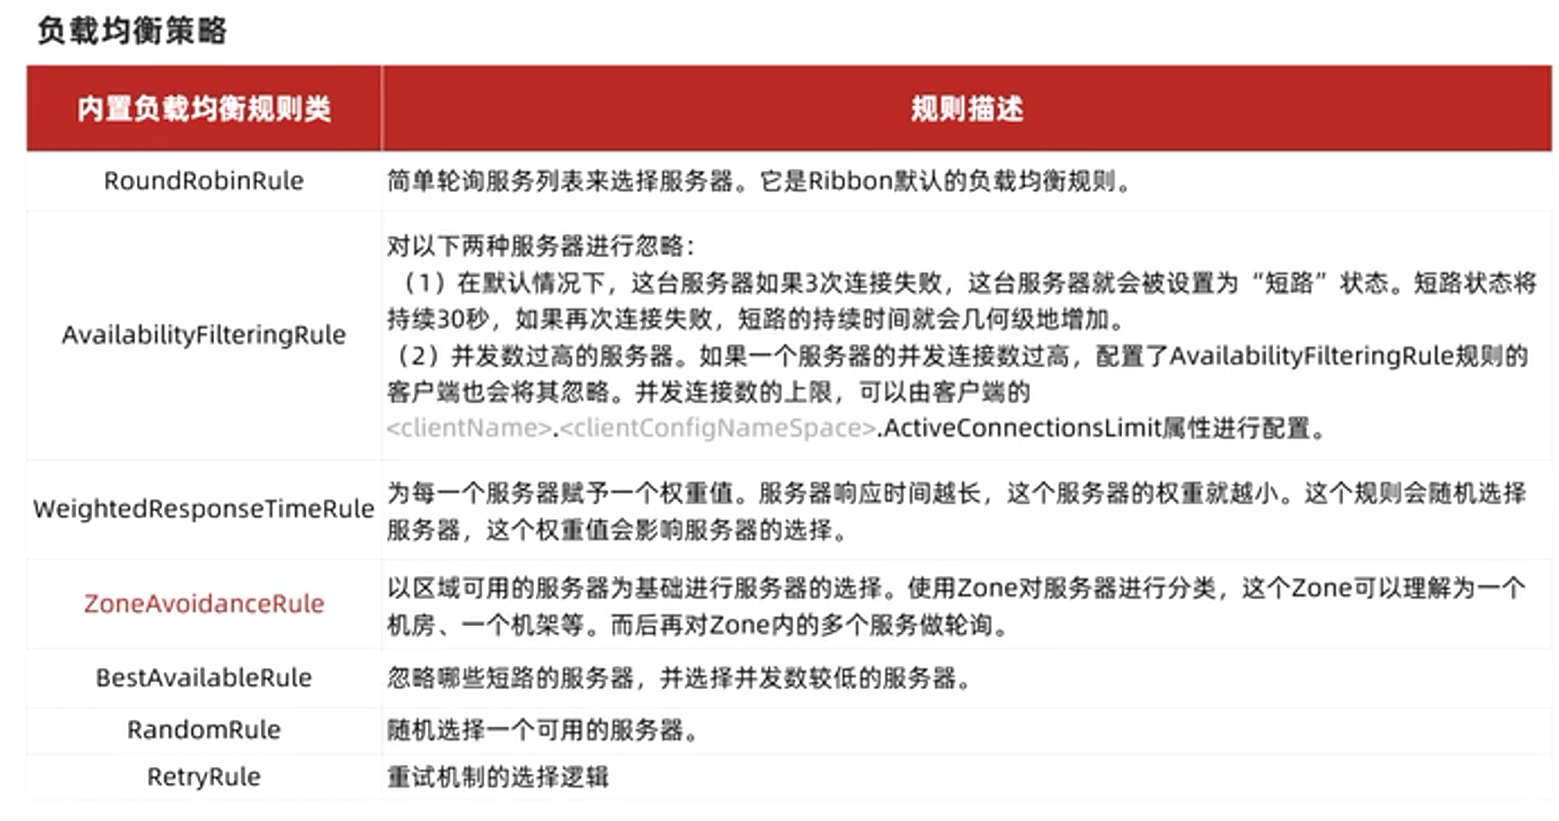 负载均衡策略
内置负载均衡规则类
规则描述
RoundRobinRule
简单轮询服务列表来选择服务器。它是Ribbon默认的负载均衡规则。
AvailabilityFilteringRule
对以下两种服务器进行忽略：
（1）在默认情况下，这台服务器如果3次连接失败，这台服务器就会被设置为“短路”状态。短路状态将
持续30秒，如果再次连接失败，短路的持续时间就会几何级地增加。
（2）并发数过高的服务器。如果一个服务器的并发连接数过高，配置了AvailabilityFilteringRule规则的
客户端也会将其忽略。并发连接数的上限，可以由客户端的
<clientName>.<clientConfigNameSpace>.ActiveConnectionsLimit属性进行配置。
WeightedResponseTimeRule
为每一个服务器赋予一个权重值。服务器响应时间越长，这个服务器的权重就越小。这个规则会随机选择
服务器，这个权重值会影响服务器的选择。
ZoneAvoidanceRule
以区域可用的服务器为基础进行服务器的选择。使用Zone对服务器进行分类，这个Zone可以理解为一个
机房、一个机架等。而后再对Zone内的多个服务做轮询。
BestAvailableRule
忽略哪些短路的服务器，并选择并发数较低的服务器。
RandomRule
随机选择一个可用的服务器。
RetryRule
重试机制的选择逻辑